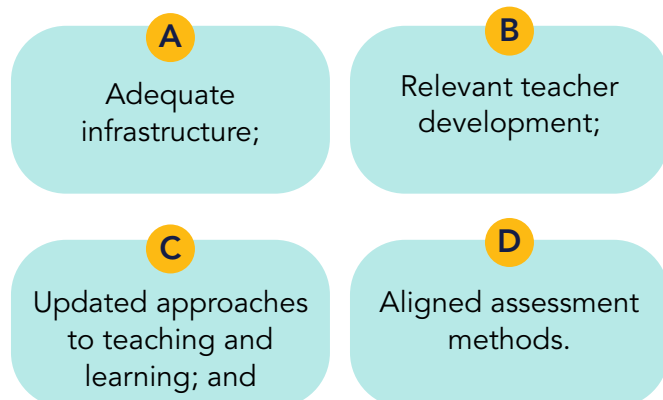 A
Adequate
infrastructure;
B
Relevant teacher
development;
C
Updated approaches
to teaching and
learning; and
D
Aligned assessment
methods.